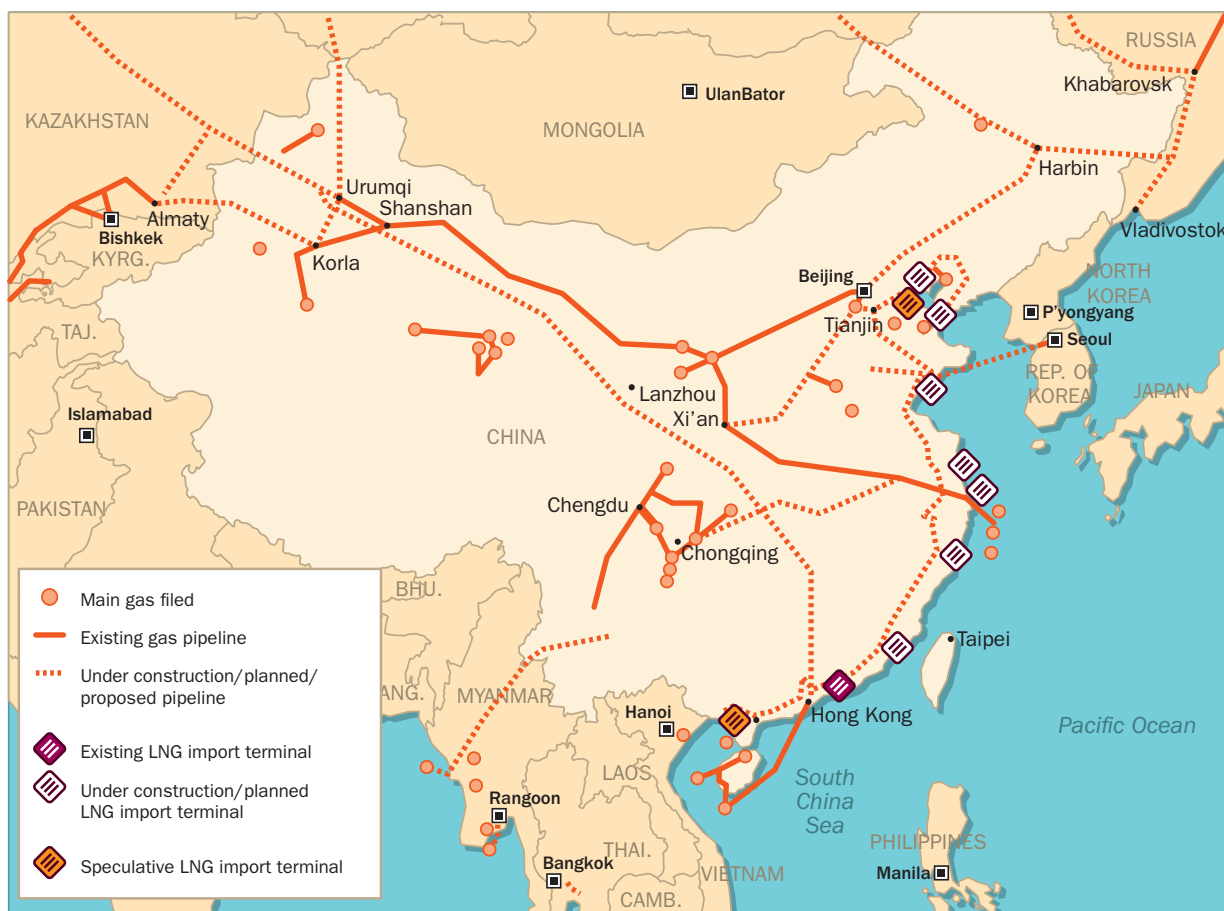 RUSSIA
Khabarovsk
UlanBator
KAZAKHSTAN
MONGOLIA
Harbin
Urumqi
Shanshan
Almaty
Bishkek
KYRG.
Korla
Vladivostok
Beijing
NORTH
KOREA
P'yongyang
Tianjin
TAJ.
Seoul
REP. OF
KOREA
JAPAN
Lanzhou
Xi'an
Islamabad
CHINA
PAKISTAN
Chengdu
Chongqing
BHU.
Main gas filed
Existing gas pipeline
Under construction/planned/
proposed pipeline
Existing LNG import terminal
Under construction/planned
LNG import terminal
Speculative LNG import terminal
Taipei
ANG.
MYANMAR
Hanoi
Hong Kong
Pacific Ocean
LAOS
South
China
Sea
Rangoon
PHILIPPINES
THAI.
Bangkok
VIETNAM
Manila
CAMB.